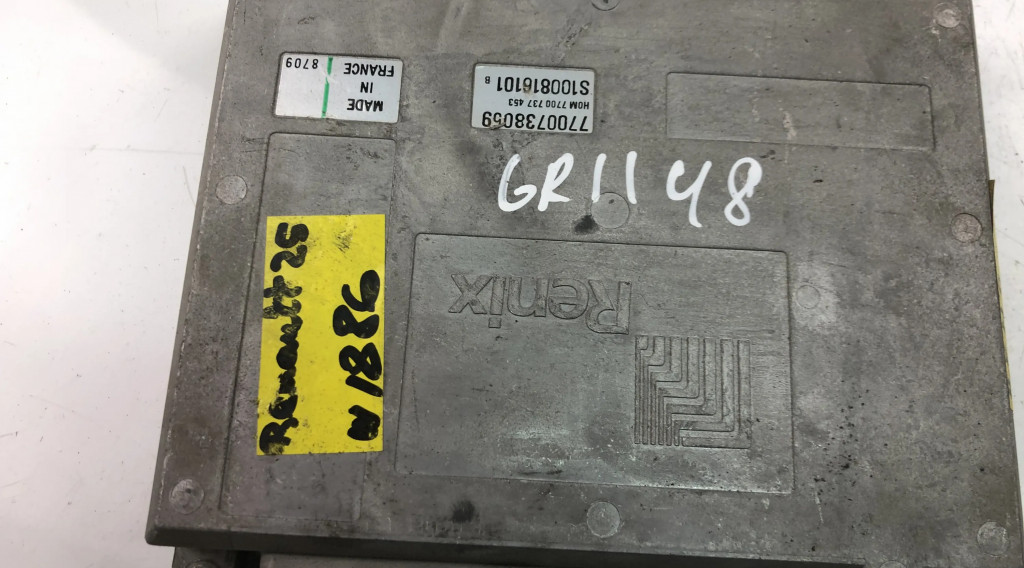 MADE
IN
FRANCE
8709
7700738059
HOM 7700 737 453
S100816101 B
GR1148
Renault 25
W 1886
Renix